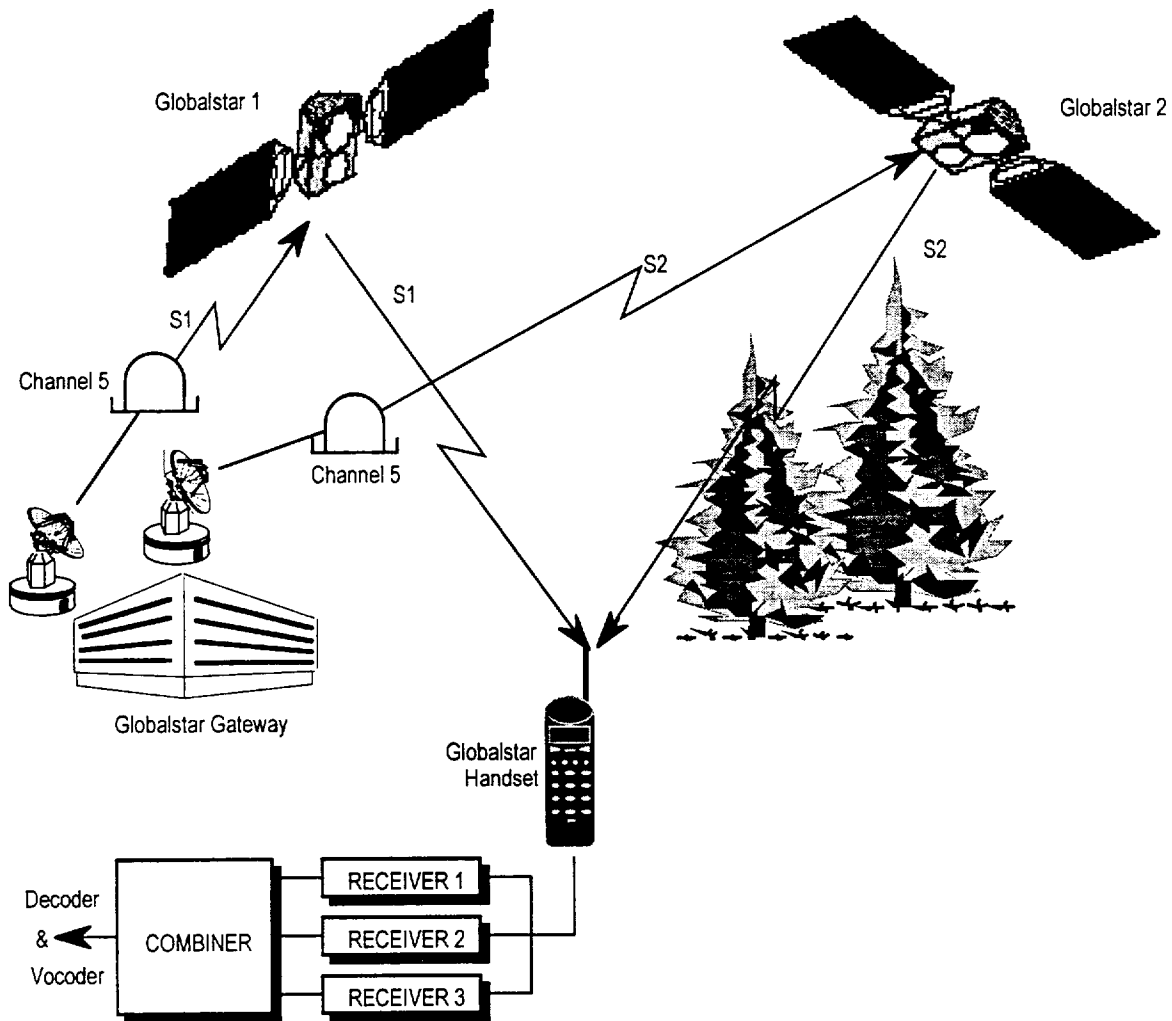 Globalstar 1
Globalstar 2
S2
S2
S1
S1
Channel 5
Channel 5
Globalstar Gateway
Globalstar
Handset
RECEIVER 1
Decoder
&
Vocoder
COMBINER
RECEIVER 2
RECEIVER 3